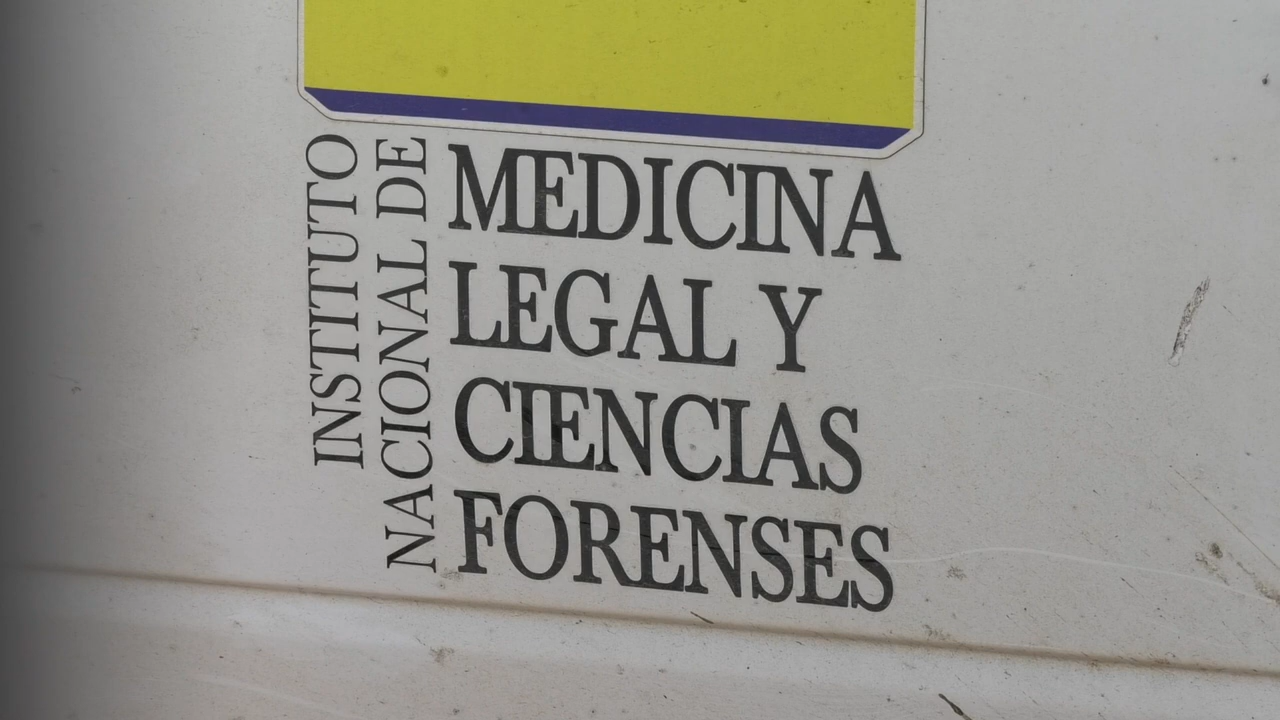 INSTITUTO
NACIONAL DE
MEDICINA
LEGAL Y
CIENCIAS
FORENSES